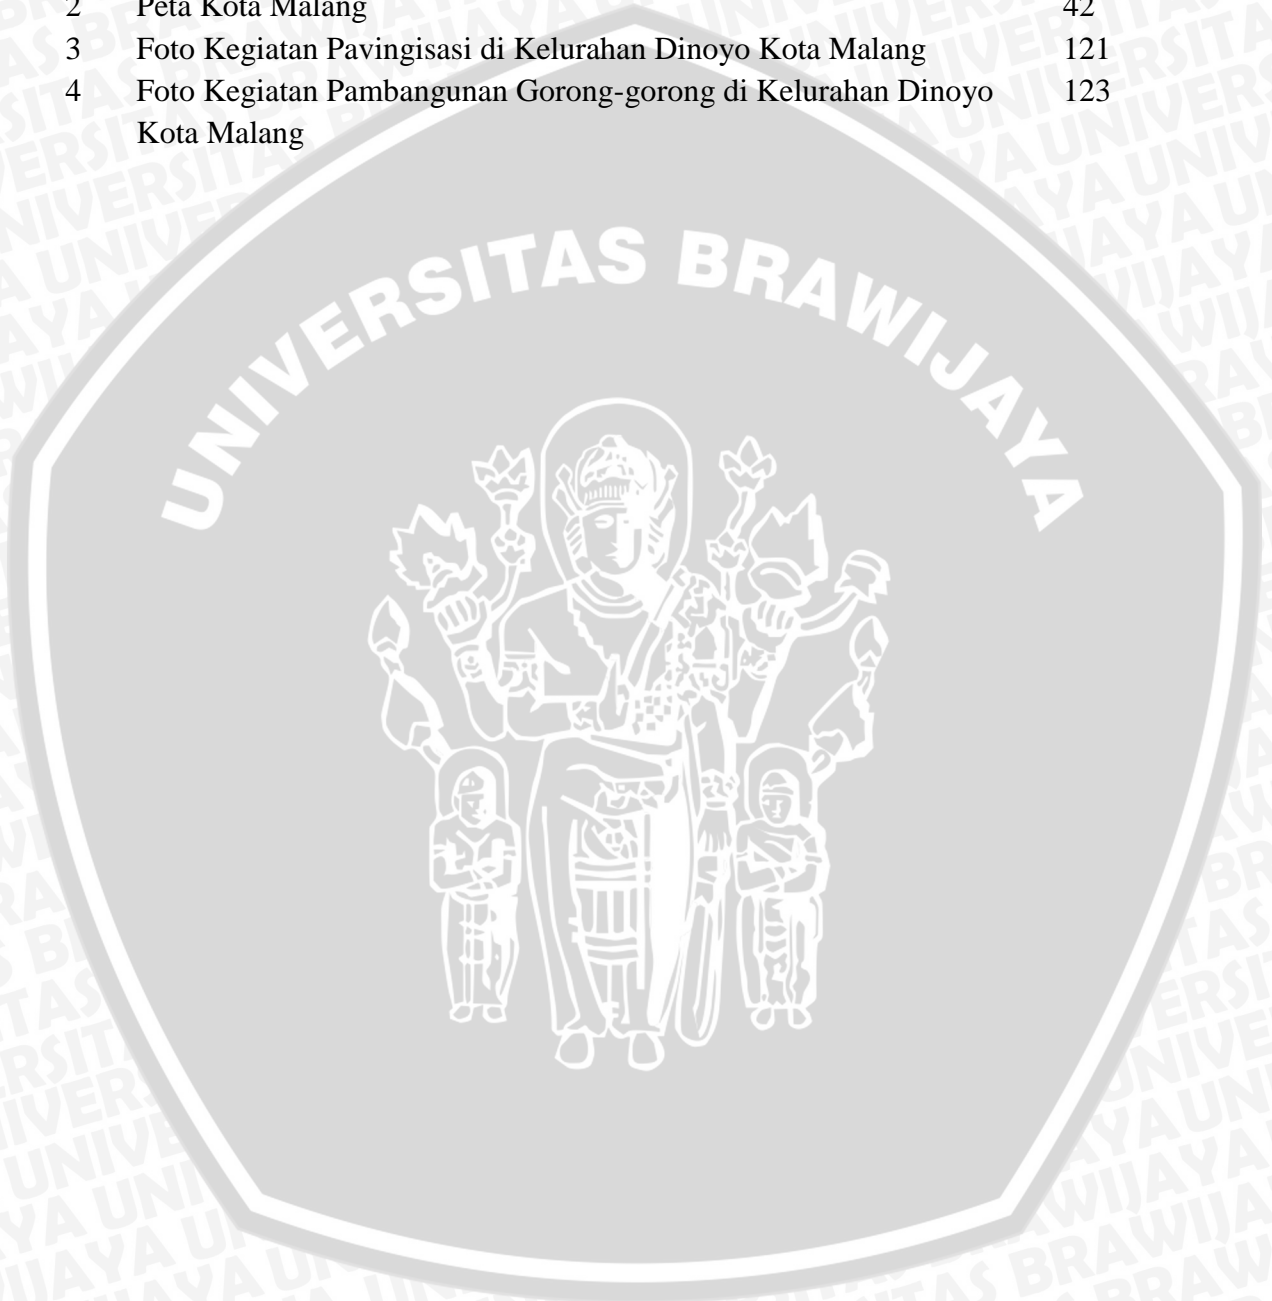 2 Peta Kota Malang 42
3 Foto Kegiatan Pavingisasi di Kelurahan Dinoyo Kota Malang 121
4 Foto Kegiatan Pambangunan Gorong-gorong di Kelurahan Dinoyo 123
Kota Malang
UNIVERSITAS BRAWIJAYA